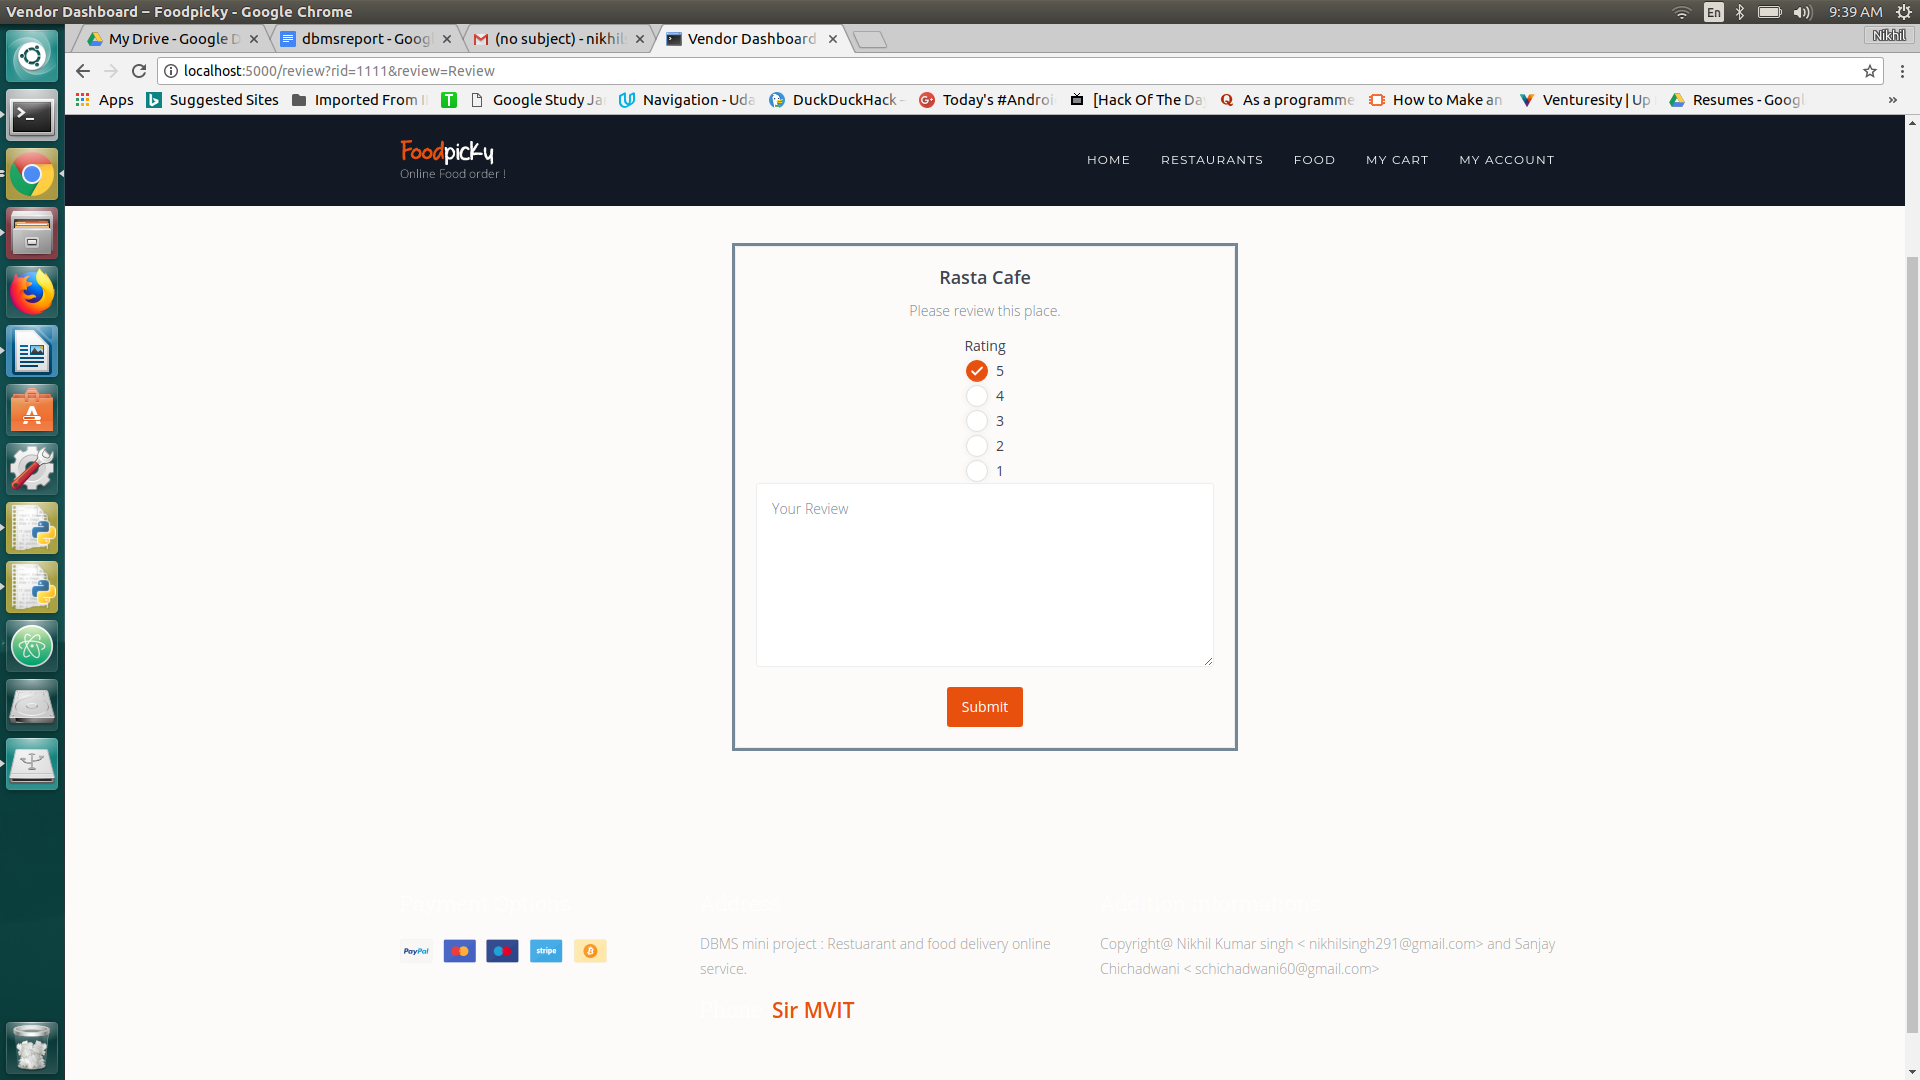 Vendor Dashboard – Foodpicky - Google Chrome
En
9:39 AM
My Drive - Google D
dbmsreport - Goog
(no subject) - nikhil
Vendor Dashboard
Nikhil
localhost:5000/review?rid=1111&review=Review
Apps
Suggested Sites
Imported From I
T
Google Study Ja
Navigation - Uda
DuckDuckHack -
Today's #Androi
[Hack Of The Da
As a programme
How to Make an
Venturesity | Up
Resumes - Googl
»
Foodpicky
Online Food order !
HOME
RESTAURANTS
FOOD
MY CART
MY ACCOUNT
Rasta Cafe
Please review this place.
Rating
5
4
3
2
1
Your Review
Submit
Payment Options
Address
PayPal
stripe
DBMS mini project : Restuarant and food delivery online
service.
Copyright@ Nikhil Kumar singh < nikhilsingh291@gmail.com> and Sanjay
Chichadwani < schichadwani60@gmail.com>
Sir MVIT